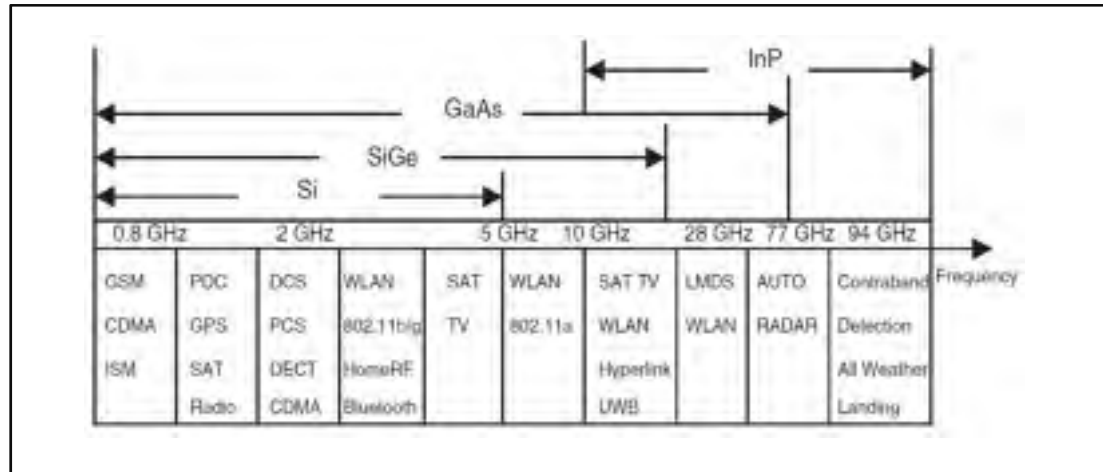 InP
GaAs
SiGe
Si
0.8 GHz 2 GHz 5 GHz 10 GHz 28 GHz 77 GHz 94 GHz
Frequency
GSM PDC DCS WLAN SAT WLAN SAT TV LMDS AUTO Contraband
CDMA GPS PCS 802.11b/g TV 802.11a WLAN WLAN RADAR Detection
ISM SAT DECT HomeRF Hyperlink All Weather
Radio CDMA Bluetooth UWB Landing